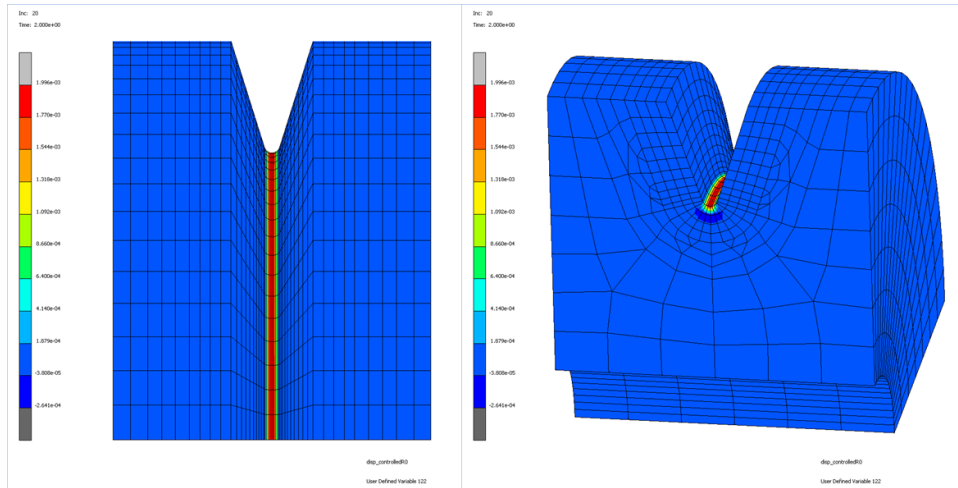 Inc: 20
Time: 2.000e+00
1.996e-03
1.770e-03
1.544e-03
1.318e-03
1.092e-03
8.660e-04
6.400e-04
4.140e-04
1.879e-04
-3.808e-05
-2.641e-04
disp_controlledR0
User Defined Variable 122
Inc: 20
Time: 2.000e+00
1.996e-03
1.770e-03
1.544e-03
1.318e-03
1.092e-03
8.660e-04
6.400e-04
4.140e-04
1.879e-04
-3.808e-05
-2.641e-04
disp_controlledR0
User Defined Variable 122